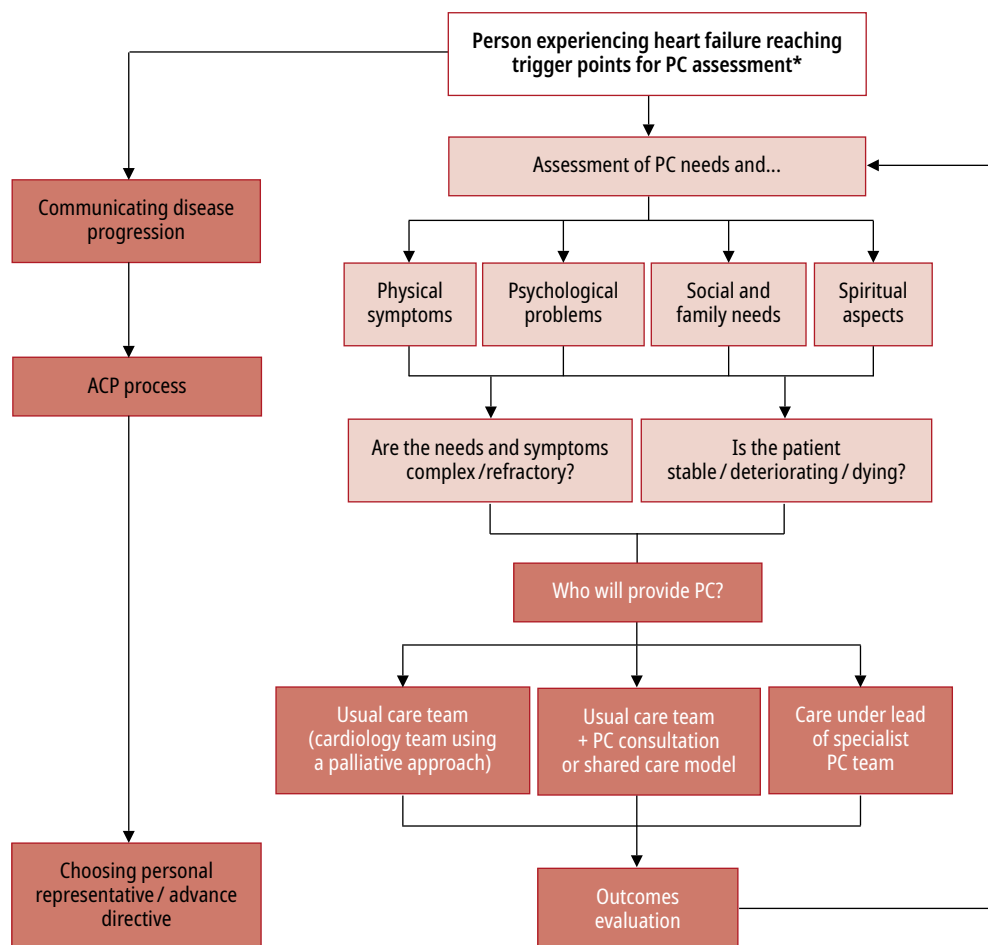 Person experiencing heart failure reaching
trigger points for PC assessment*
Assessment of PC needs and...
Communicating disease
progression
Physical
symptoms
Psychological
problems
Social and
family needs
Spiritual
aspects
ACP process
Are the needs and symptoms
complex/refractory?
Is the patient
stable/deteriorating/dying?
Who will provide PC?
Usual care team
(cardiology team using
a palliative approach)
Usual care team
+ PC consultation
or shared care model
Care under lead
of specialist
PC team
Choosing personal
representative/advance
directive
Outcomes
evaluation